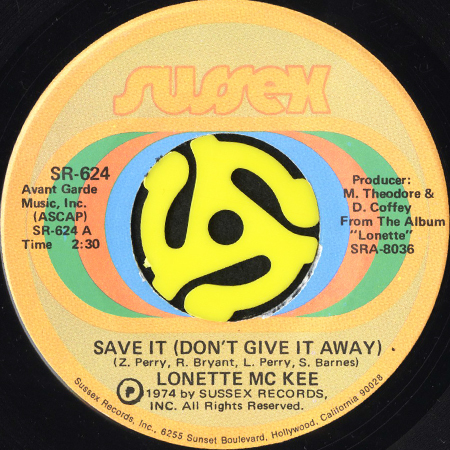 SUSSEX
SR-624
Avant Garde
Music, Inc.
(ASCAP)
SR-624 A
Time 2:30
Producer:
M. Theodore &
D. Coffey
From The Album
"Lonette"
SRA-8036
SAVE IT (DON'T GIVE IT AWAY)
(Z. Perry, R. Bryant, L. Perry, S. Barnes)
LONETTE MC KEE
Ⓟ 1974 by SUSSEX RECORDS,
INC. All Rights Reserved.
Sussex Records, Inc., 6255 Sunset Boulevard, Hollywood, California 90028